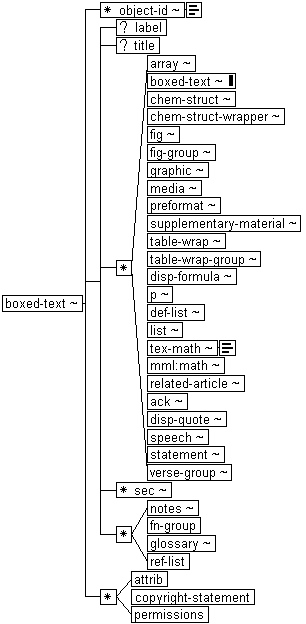 * object-id ~
? label
? title
array ~
boxed-text ~
chem-struct ~
chem-struct-wrapper ~
fig ~
fig-group ~
graphic ~
media ~
preformat ~
supplementary-material ~
table-wrap ~
table-wrap-group ~
disp-formula ~
*
p ~
boxed-text ~
def-list ~
list ~
tex-math ~
mml:math ~
related-article ~
ack ~
disp-quote ~
speech ~
statement ~
verse-group ~
* sec ~
notes ~
fn-group
*
glossary ~
ref-list
attrib
* copyright-statement
permissions